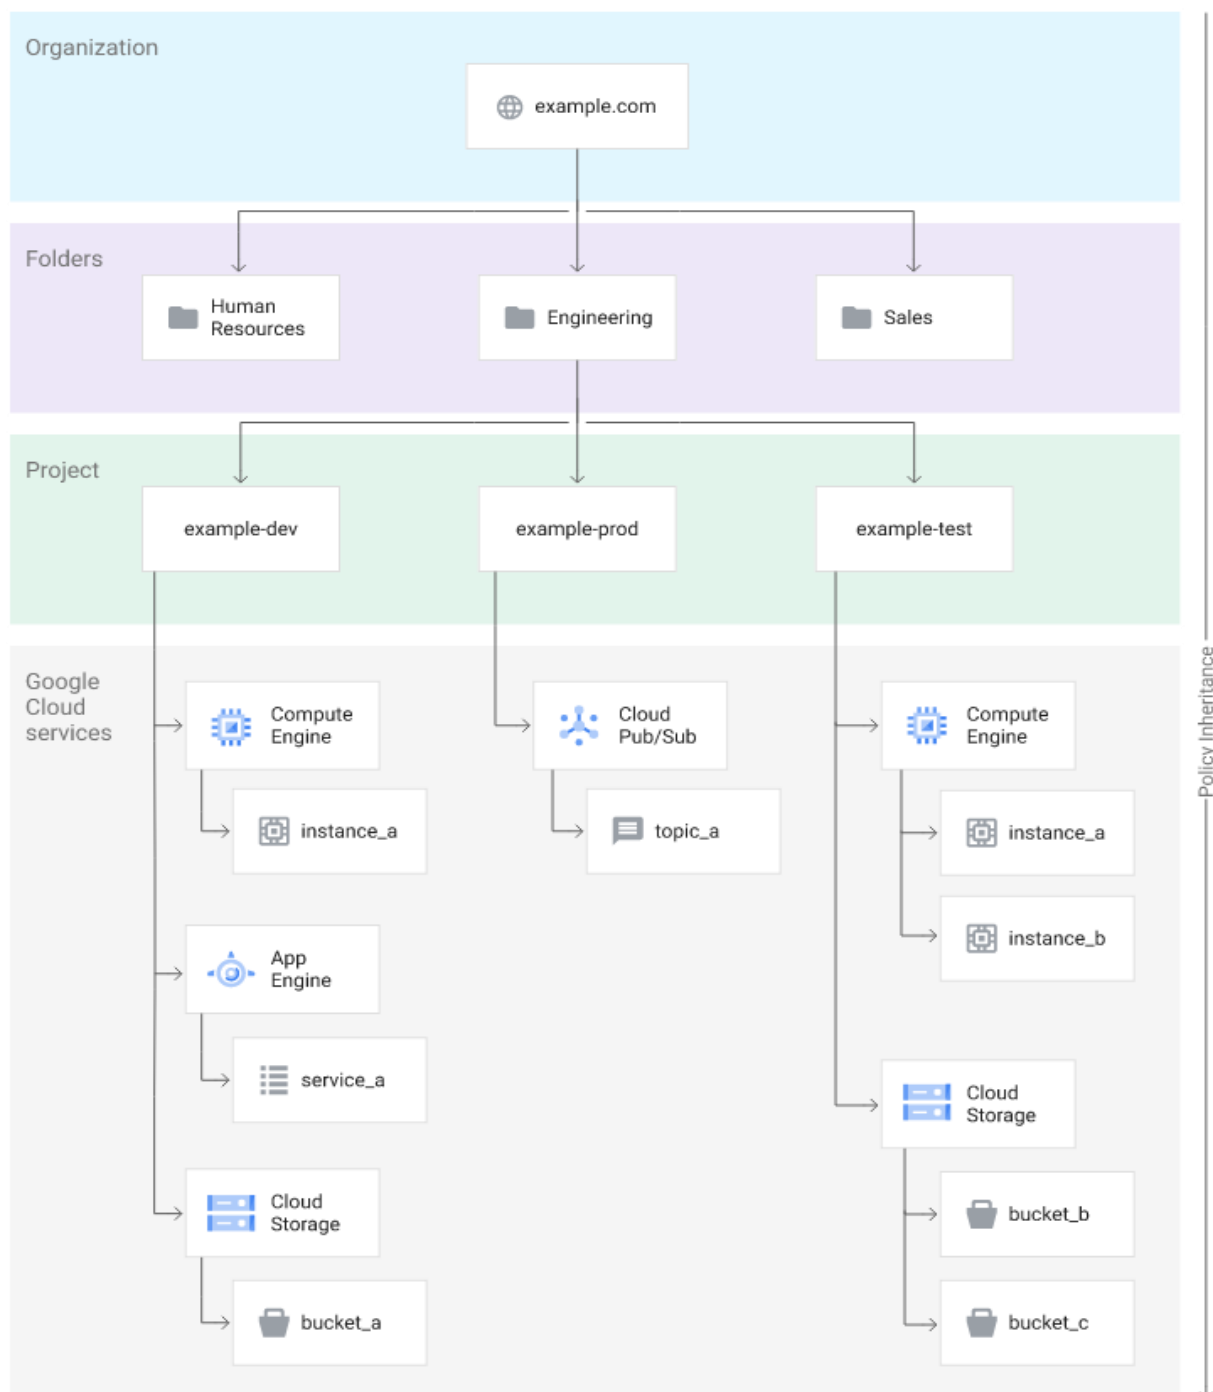 Organization
example.com
Folders
Human
Resources
Engineering
Sales
Project
example-dev
example-prod
example-test
Google
Cloud
services
Compute
Engine
Cloud
Pub/Sub
Compute
Engine
instance_a
topic_a
instance_a
instance_b
App
Engine
service_a
Cloud
Storage
Cloud
Storage
bucket_b
bucket_a
bucket_c
Policy Inheritance